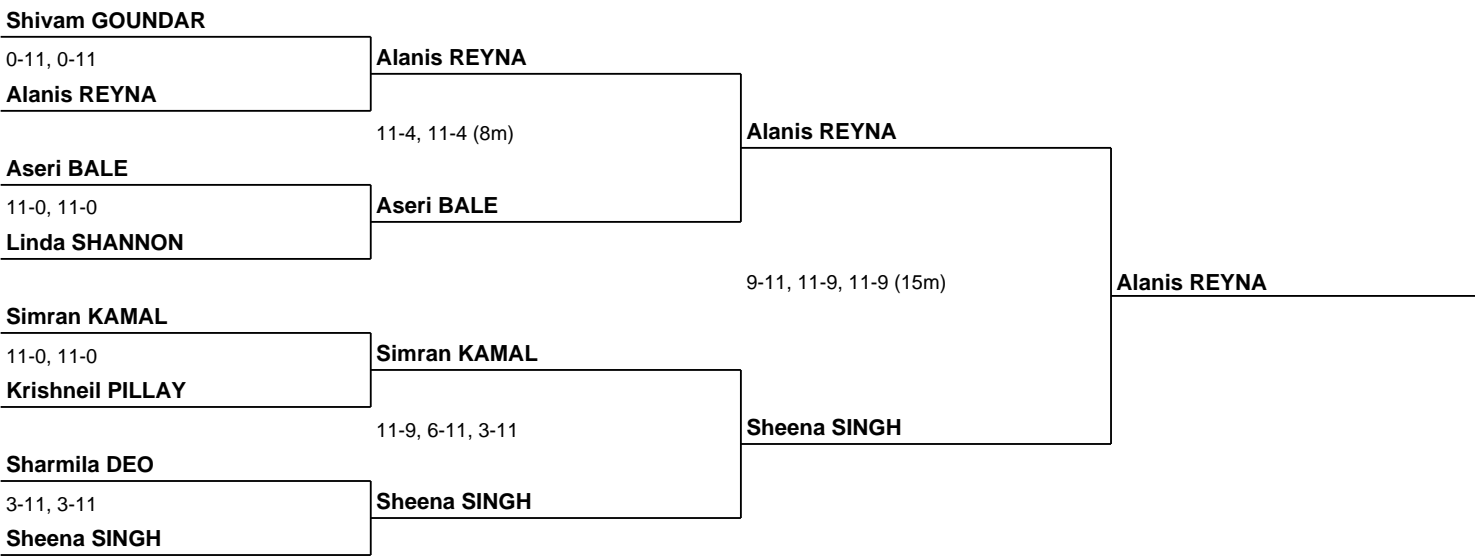 Shivam GOUNDAR
0-11, 0-11
Alanis REYNA
Alanis REYNA
11-4, 11-4 (8m)
Alanis REYNA
Aseri BALE
11-0, 11-0
Aseri BALE
Linda SHANNON
9-11, 11-9, 11-9 (15m)
Alanis REYNA
Simran KAMAL
11-0, 11-0
Simran KAMAL
Krishneil PILLAY
11-9, 6-11, 3-11
Sheena SINGH
Sharmila DEO
3-11, 3-11
Sheena SINGH
Sheena SINGH